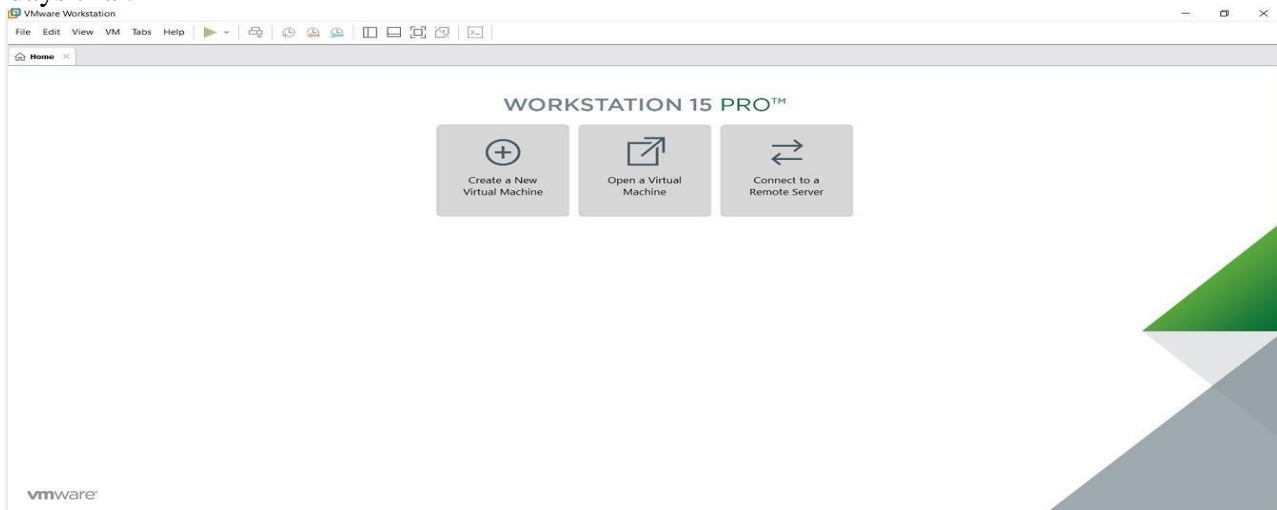 VMware Workstation
File Edit View VM Tabs Help
Home
WORKSTATION 15 PRO™
Create a New
Virtual Machine
Open a Virtual
Machine
Connect to a
Remote Server
vmware